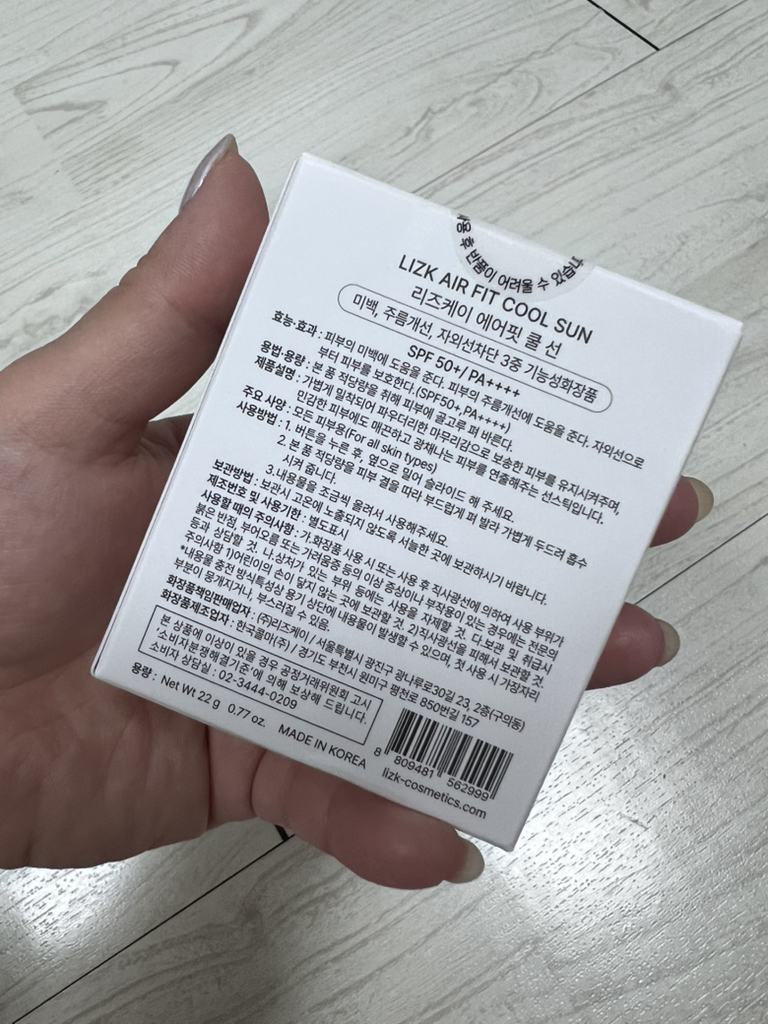 사용 후 반품이 어려울 수 있습니다
LIZK AIR FIT COOL SUN
리즈케이 에어핏 쿨 선
미백, 주름개선, 자외선차단 3중 기능성화장품
SPF 50+/ PA++++
효능·효과 : 피부의 미백에 도움을 준다. 피부의 주름개선에 도움을 준다. 자외선으로
부터 피부를 보호한다.(SPF50+, PA++++)
용법·용량 : 본 품 적당량을 취해 피부에 골고루 펴 바른다.
제품설명 : 가볍게 밀착되어 파우더리한 마무리감으로 보송한 피부를 유지시켜주며,
민감한 피부에도 매끈하고 광채나는 피부를 연출해주는 선스틱입니다.
주요 사양 : 모든 피부용(For all skin types)
사용방법 : 1. 버튼을 누른 후, 옆으로 밀어 슬라이드 해 주세요.
2. 본 품 적당량을 피부 결을 따라 부드럽게 펴 발라 가볍게 두드려 흡수
시켜 줍니다.
3.내용물을 조금씩 올려서 사용해주세요.
보관방법 : 보관시 고온에 노출되지 않도록 서늘한 곳에 보관하시기 바랍니다.
제조번호 및 사용기한 : 별도표시
사용할 때의 주의사항 : 가.화장품 사용 시 또는 사용 후 직사광선에 의하여 사용 부위가
붉은 반점, 부어오름 또는 가려움증 등의 이상 증상이나 부작용이 있는 경우에는 전문의
등과 상담할 것. 나.상처가 있는 부위 등에는 사용을 자제할 것. 다.보관 및 취급시
주의사항 1)어린이의 손이 닿지 않는 곳에 보관할 것. 2)직사광선을 피해서 보관할 것.
*내용물 충전 방식특성상 용기 상단에 내용물이 발생할 수 있으며, 첫 사용 시 가장자리
부분이 뭉개지거나, 부스러질 수 있음.
화장품책임판매업자 : (주)리즈케이 / 서울특별시 광진구 광나루로30길 23, 2층(구의동)
화장품제조업자 : 한국콜마(주) / 경기도 부천시 원미구 평천로 850번길 157
본 상품에 이상이 있을 경우 공정거래위원회 고시
'소비자분쟁해결기준'에 의해 보상해 드립니다.
소비자 상담실 : 02-3444-0209
용량 : Net Wt 22 g 0.77 oz. MADE IN KOREA
8 809481 562999
lizk-cosmetics.com